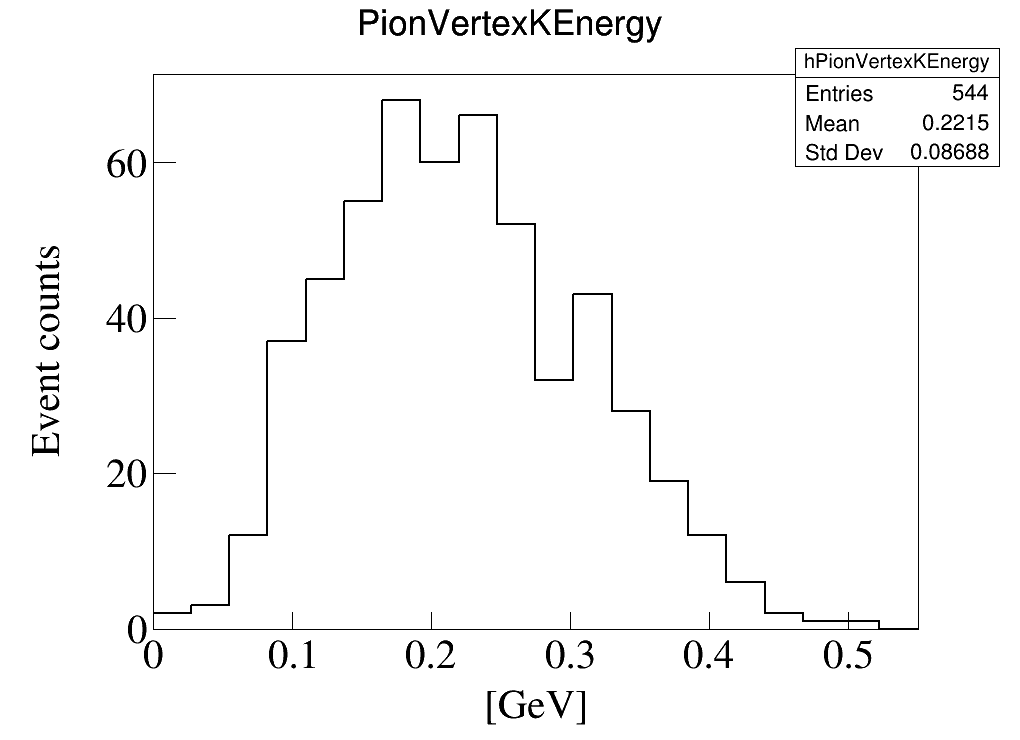 PionVertexKEnergy
hPionVertexKEnergy
Entries 544
Mean 0.2215
Std Dev 0.08688
Event counts
60
40
20
0
0 0.1 0.2 0.3 0.4 0.5
[GeV]